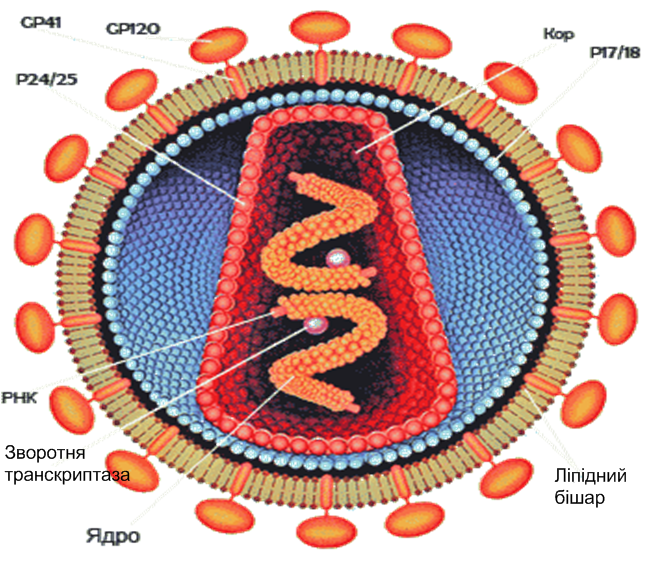 GP41
GP120
Кор
P17/18
P24/25
РНК
Зворотня
транскриптаза
Ліпідний
бішар
Ядро